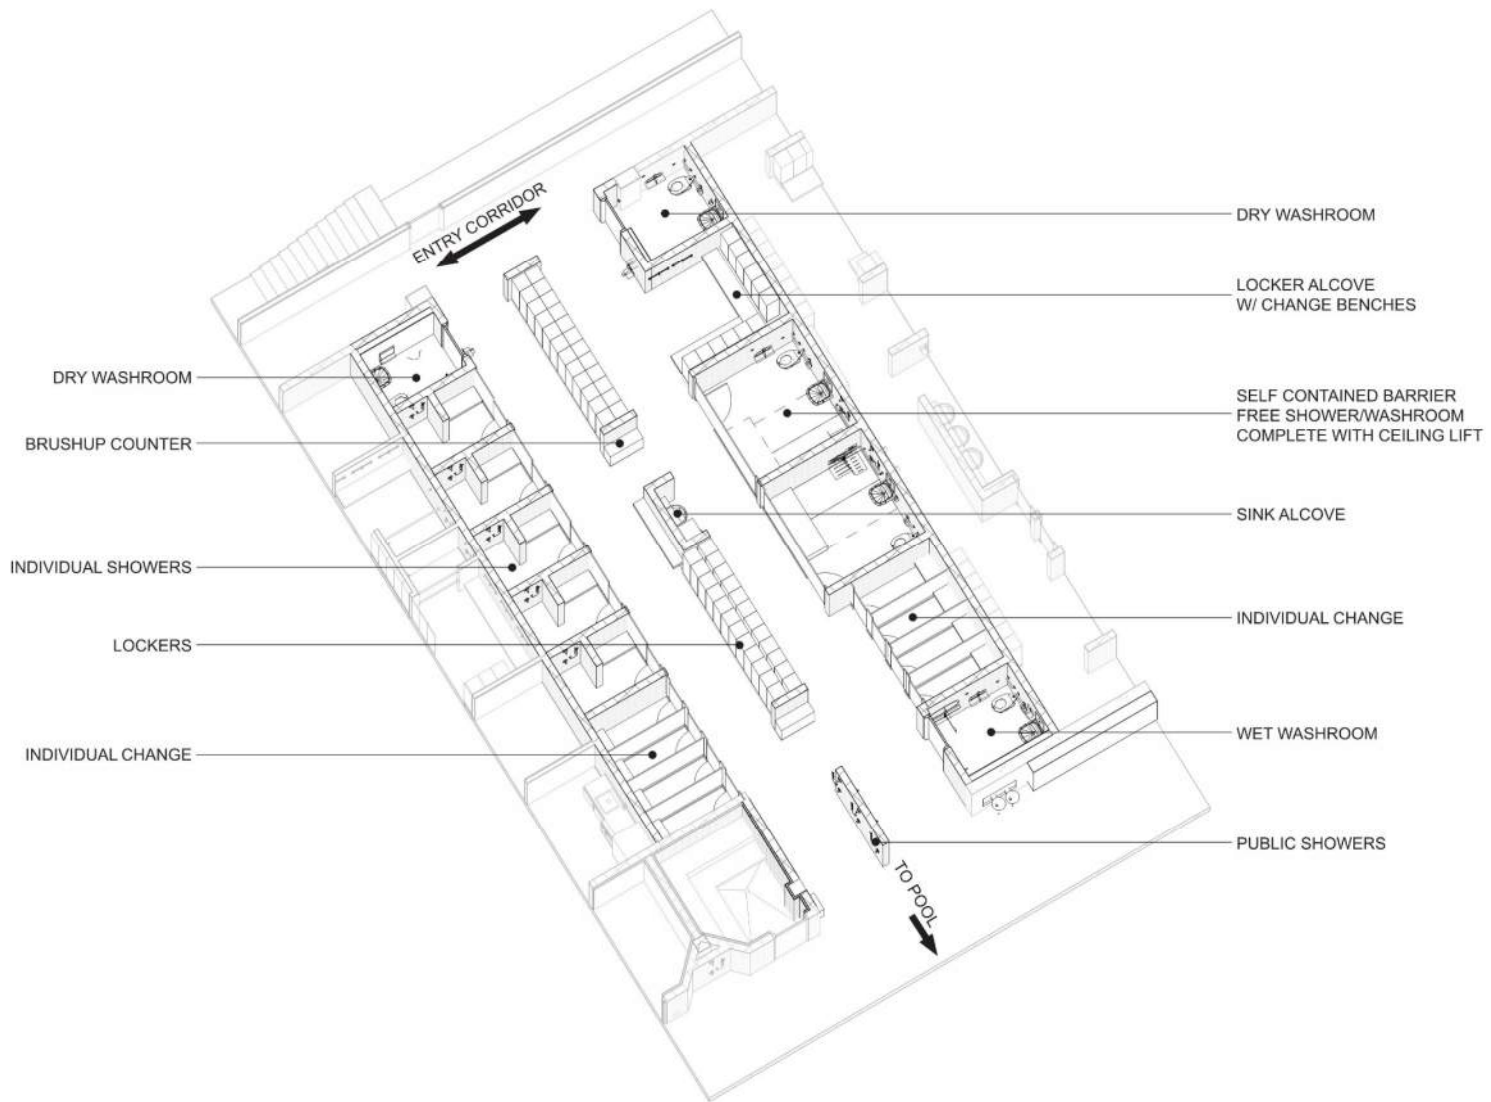 ENTRY CORRIDOR
DRY WASHROOM
BRUSHUP COUNTER
INDIVIDUAL SHOWERS
LOCKERS
INDIVIDUAL CHANGE
DRY WASHROOM
LOCKER ALCOVE
W/ CHANGE BENCHES
SELF CONTAINED BARRIER
FREE SHOWER/WASHROOM
COMPLETE WITH CEILING LIFT
SINK ALCOVE
INDIVIDUAL CHANGE
WET WASHROOM
PUBLIC SHOWERS
TO POOL